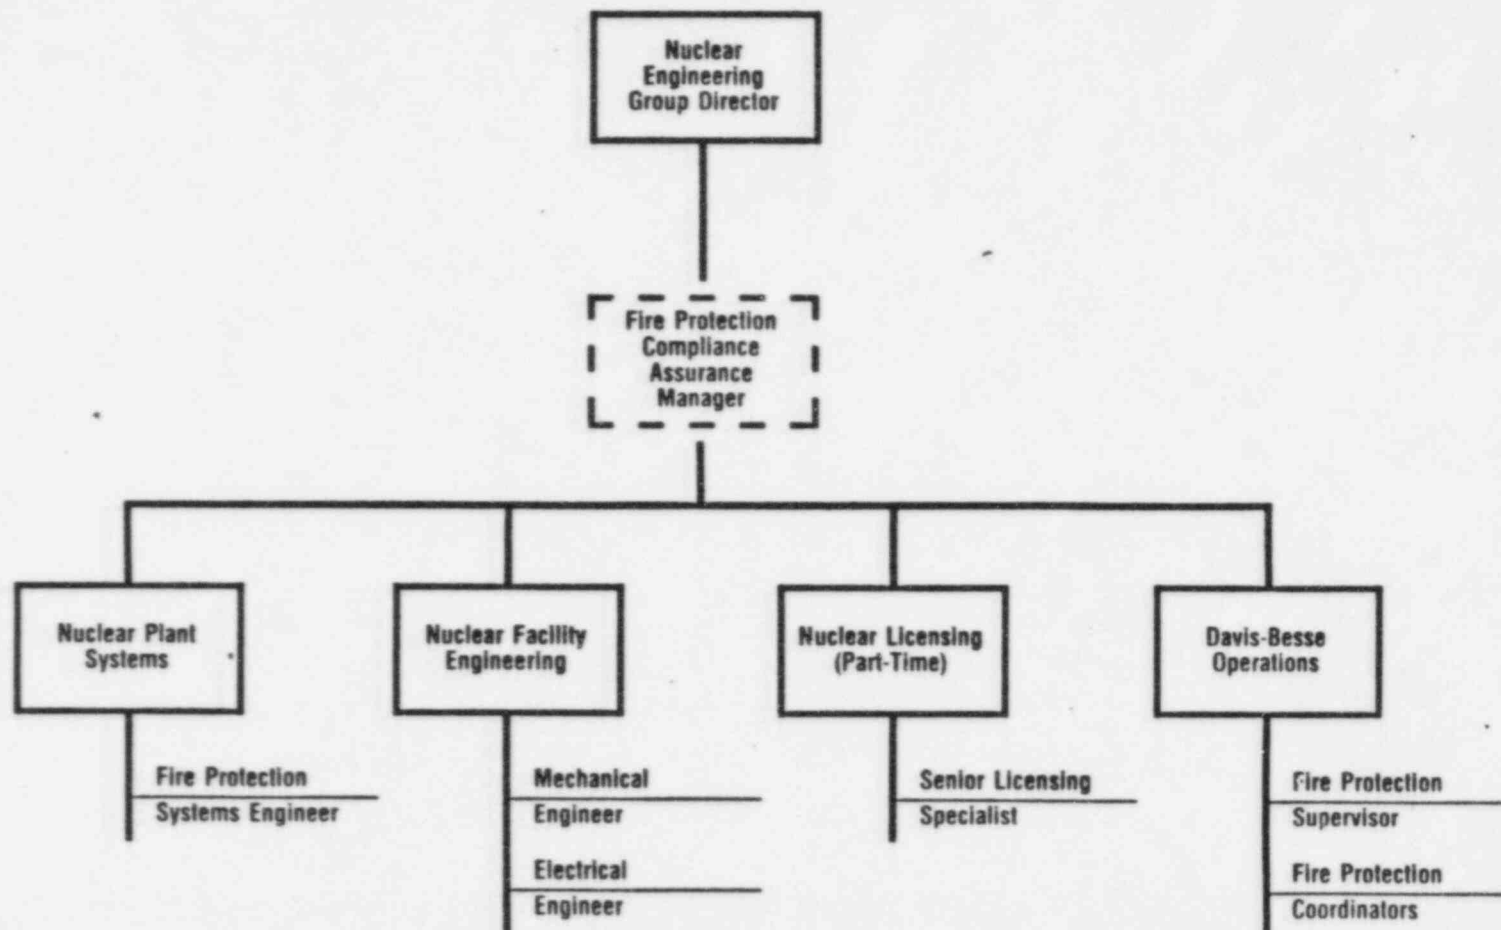 Nuclear
Engineering
Group Director
Fire Protection
Compliance
Assurance
Manager
Nuclear Plant
Systems
Nuclear Facility
Engineering
Nuclear Licensing
(Part-Time)
Davis-Besse
Operations
Fire Protection
Systems Engineer
Mechanical
Engineer
Electrical
Engineer
Senior Licensing
Specialist
Fire Protection
Supervisor
Fire Protection
Coordinators